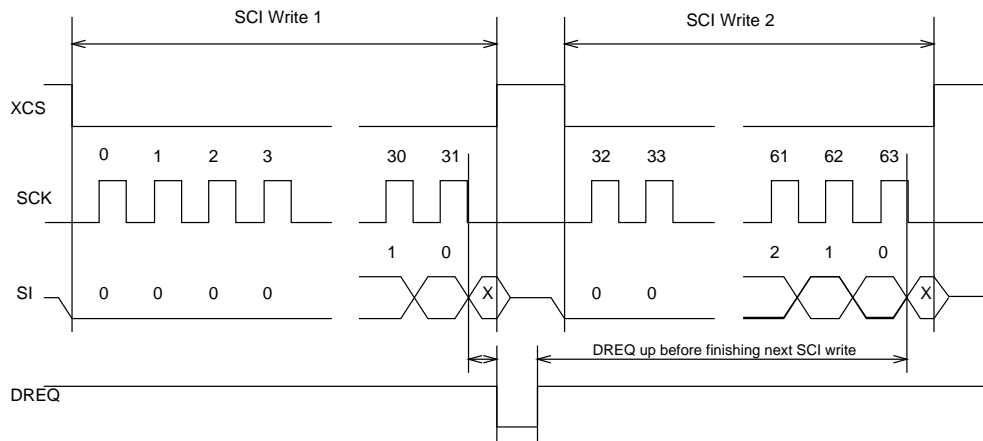 SCI Write 1 SCI Write 2
XCS
0 1 2 3 30 31 32 33 61 62 63
SCK
1 0 2 1 0
SI 0 0 0 0 X 0 0 X
DREQ up before finishing next SCI write
DREQ